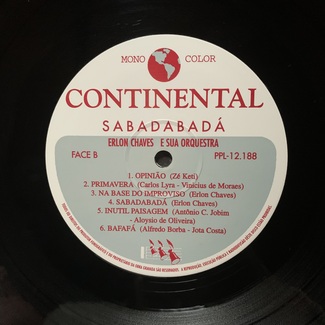 MONO COLOR
CONTINENTAL
SABADABADÁ
ERLON CHAVES E SUA ORQUESTRA
FACE B PPL-12.188
1. OPINIÃO (Zé Keti)
2. PRIMAVERA (Carlos Lyra - Vinícius de Moraes)
3. NA BASE DO IMPROVISO (Erlon Chaves)
4. SABADABADÁ (Erlon Chaves)
5. INUTIL PAISAGEM (Antônio C. Jobim
- Aloysio de Oliveira)
6. BAFAFÁ (Alfredo Borba - Jota Costa)